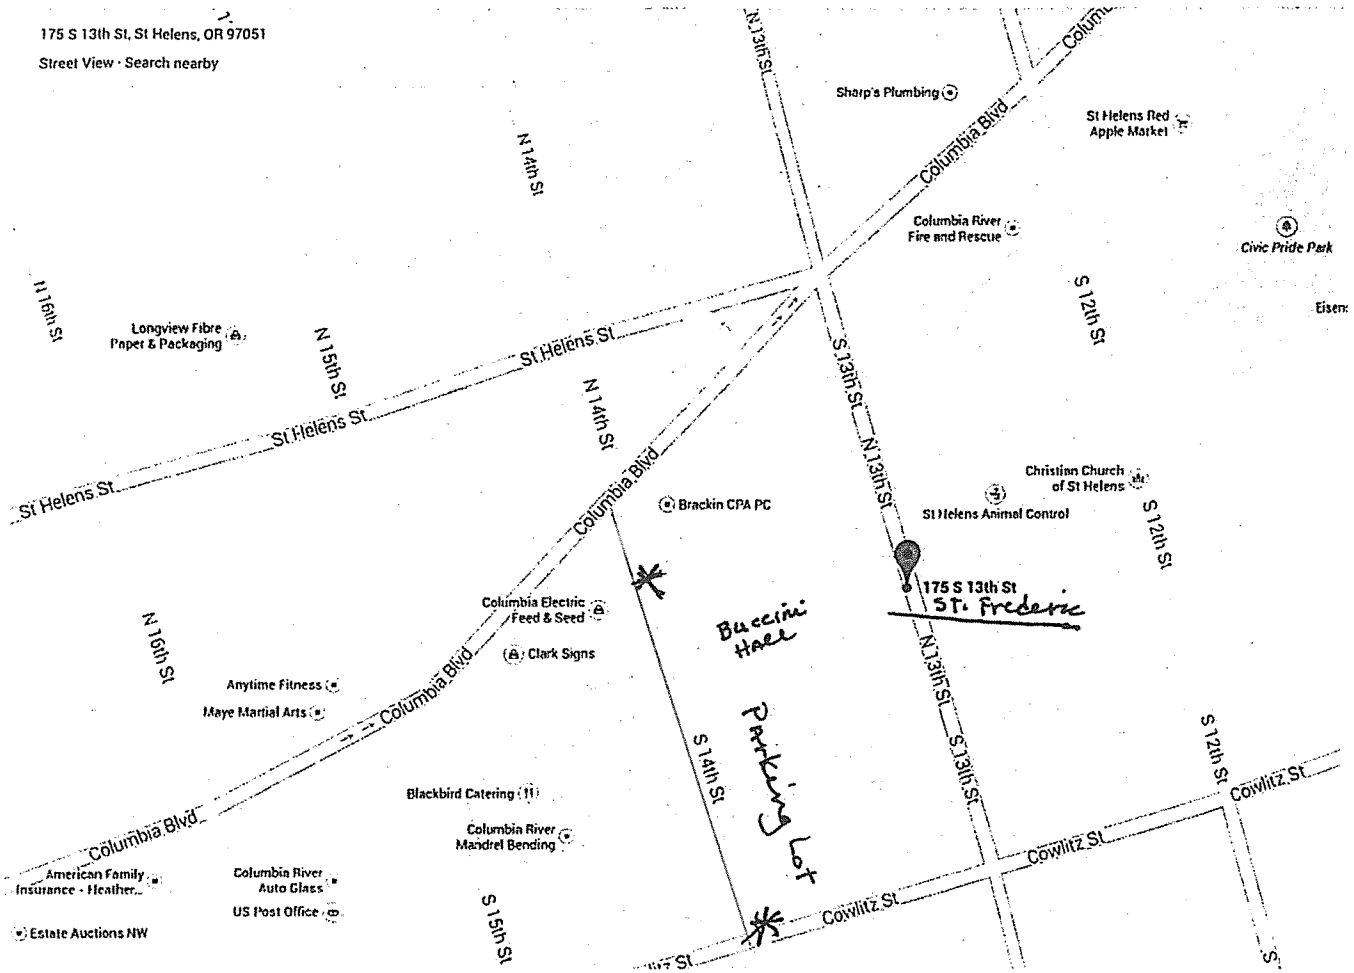 175 S 13th St, St Helens, OR 97051
Street View · Search nearby
N 13th St
Columbia Blvd
Sharp's Plumbing
St Helens Red
Apple Market
N 14th St
Columbia River
Fire and Rescue
Civic Pride Park
N 16th St
S 12th St
Longview Fibre
Paper & Packaging
N 15th St
St Helens St
S 13th St
N 14th St
St Helens St
N 13th St
Columbia Blvd
Christian Church
of St Helens
St Helens St
Brackin CPA PC
St Helens Animal Control
S 12th St
175 S 13th St
St. Frederic
Columbia Electric
Feed & Seed
Buccini
Hall
N 16th St
Clark Signs
N 13th St
Anytime Fitness
Columbia Blvd
Maye Martial Arts
Parking Lot
S 14th St
S 13th St
S 12th St
Cowlitz St
Blackbird Catering
Columbia River
Mandrel Bending
Columbia Blvd
Cowlitz St
American Family
Insurance - Heather...
Columbia River
Auto Glass
US Post Office
Cowlitz St
S 15th St
Estate Auctions NW